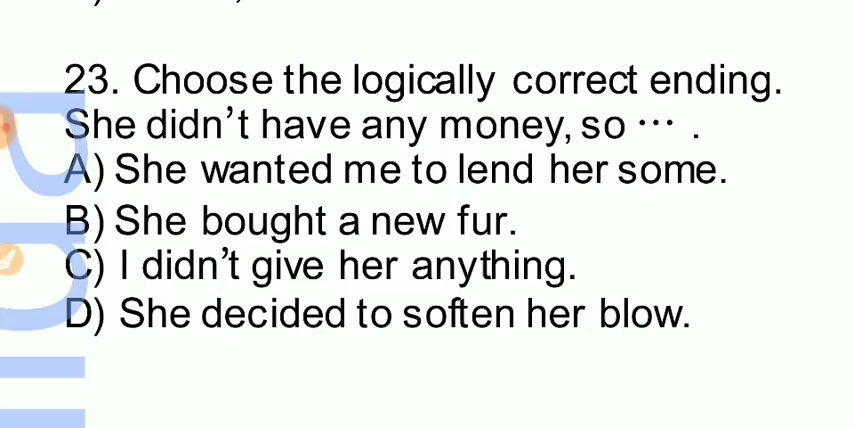 23. Choose the logically correct ending.
She didn’t have any money, so ··· .
A) She wanted me to lend her some.
B) She bought a new fur.
C) I didn’t give her anything.
D) She decided to soften her blow.